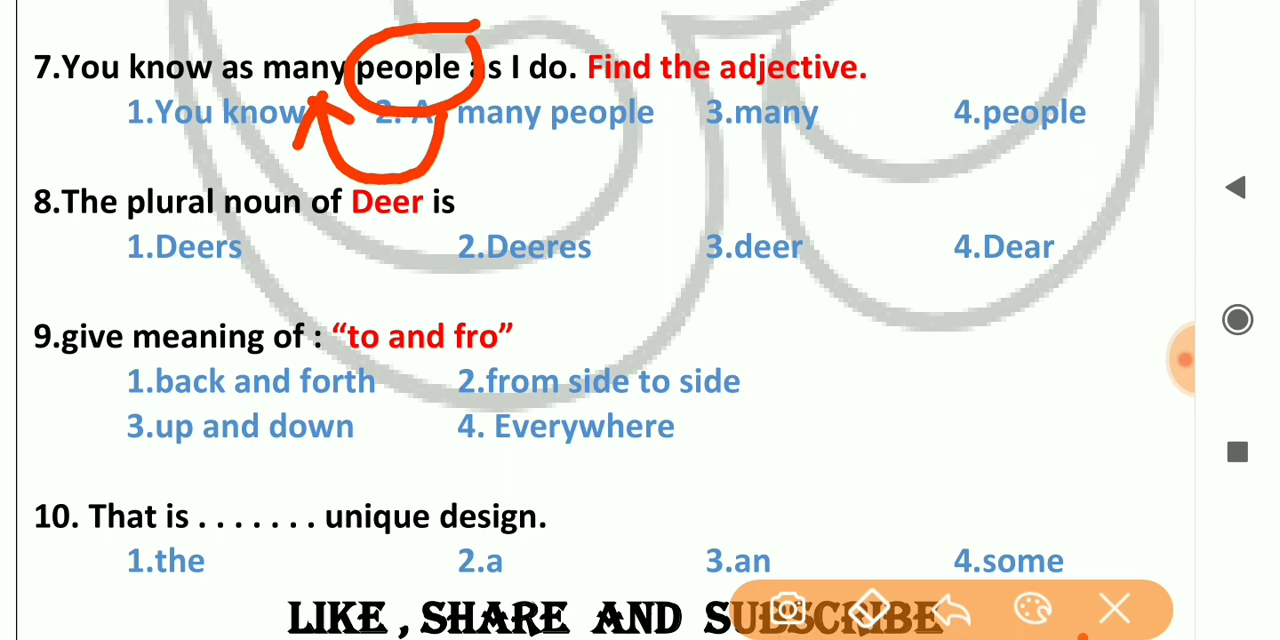 7.You know as many people as I do. Find the adjective.
1.You know 2. As many people 3.many 4.people
8.The plural noun of Deer is
1.Deers 2.Deeres 3.deer 4.Dear
9.give meaning of : “to and fro”
1.back and forth 2.from side to side
3.up and down 4. Everywhere
10. That is . . . . . . . unique design.
1.the 2.a 3.an 4.some
LIKE , SHARE AND SUBSCRIBE